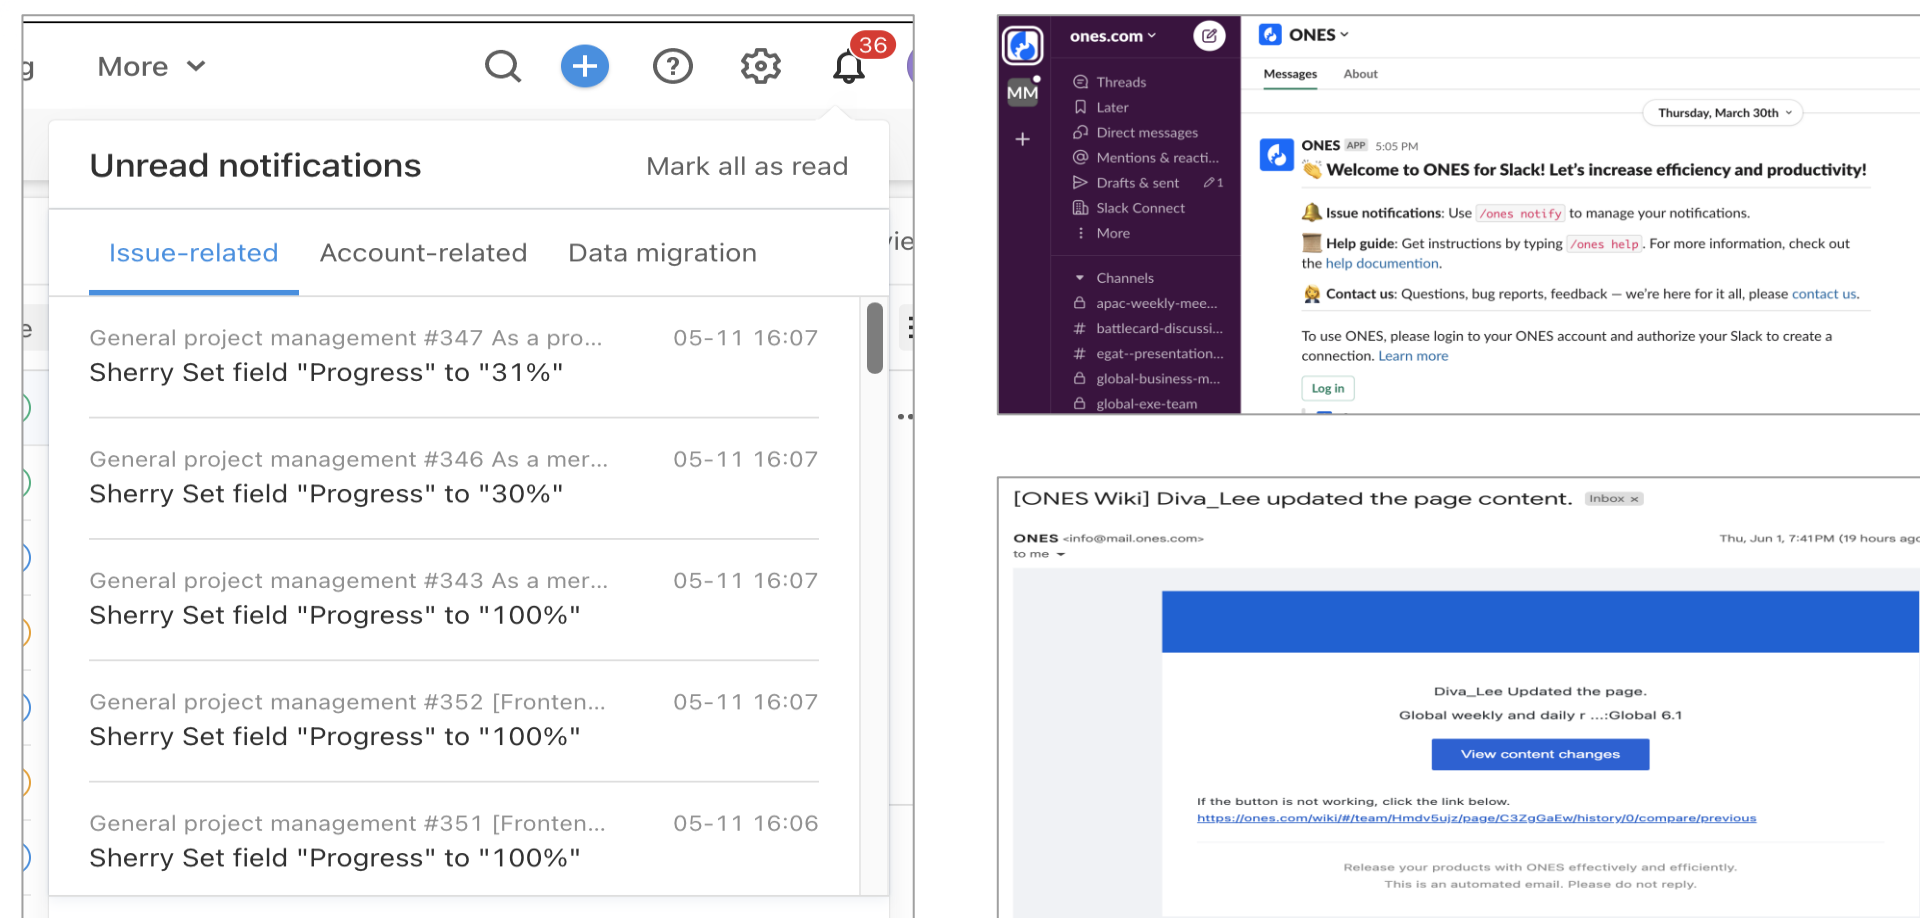 More
36
Unread notifications
Mark all as read
Issue-related
Account-related
Data migration
General project management #347 As a pro...
05-11 16:07
Sherry Set field "Progress" to "31%"
General project management #346 As a mer...
05-11 16:07
Sherry Set field "Progress" to "30%"
General project management #343 As a mer...
05-11 16:07
Sherry Set field "Progress" to "100%"
General project management #352 [Fronten...
05-11 16:07
Sherry Set field "Progress" to "100%"
General project management #351 [Fronten...
05-11 16:06
Sherry Set field "Progress" to "100%"
ones.com
MM
Threads
Later
Direct messages
Mentions & reacti...
Drafts & sent
1
Slack Connect
More
Channels
apac-weekly-mee...
# battlecard-discussi...
# egat--presentation...
global-business-m...
global-exe-team
ONES
Messages
About
Thursday, March 30th
ONES APP 5:05 PM
👏 Welcome to ONES for Slack! Let's increase efficiency and productivity!
🔔 Issue notifications: Use /ones notify to manage your notifications.
📜 Help guide: Get instructions by typing /ones help. For more information, check out
the help documention.
Contact us: Questions, bug reports, feedback — we're here for it all, please contact us.
To use ONES, please login to your ONES account and authorize your Slack to create a
connection. Learn more
Log in
[ONES Wiki] Diva_Lee updated the page content.
Inbox ×
ONES <info@mail.ones.com>
Thu, Jun 1, 7:41PM (19 hours ago
to me
Diva_Lee Updated the page.
Global weekly and daily r ...:Global 6.1
View content changes
If the button is not working, click the link below.
https://ones.com/wiki/#/team/Hmdv5ujz/page/C3ZgGaEw/history/0/compare/previous
Release your products with ONES effectively and efficiently.
This is an automated email. Please do not reply.